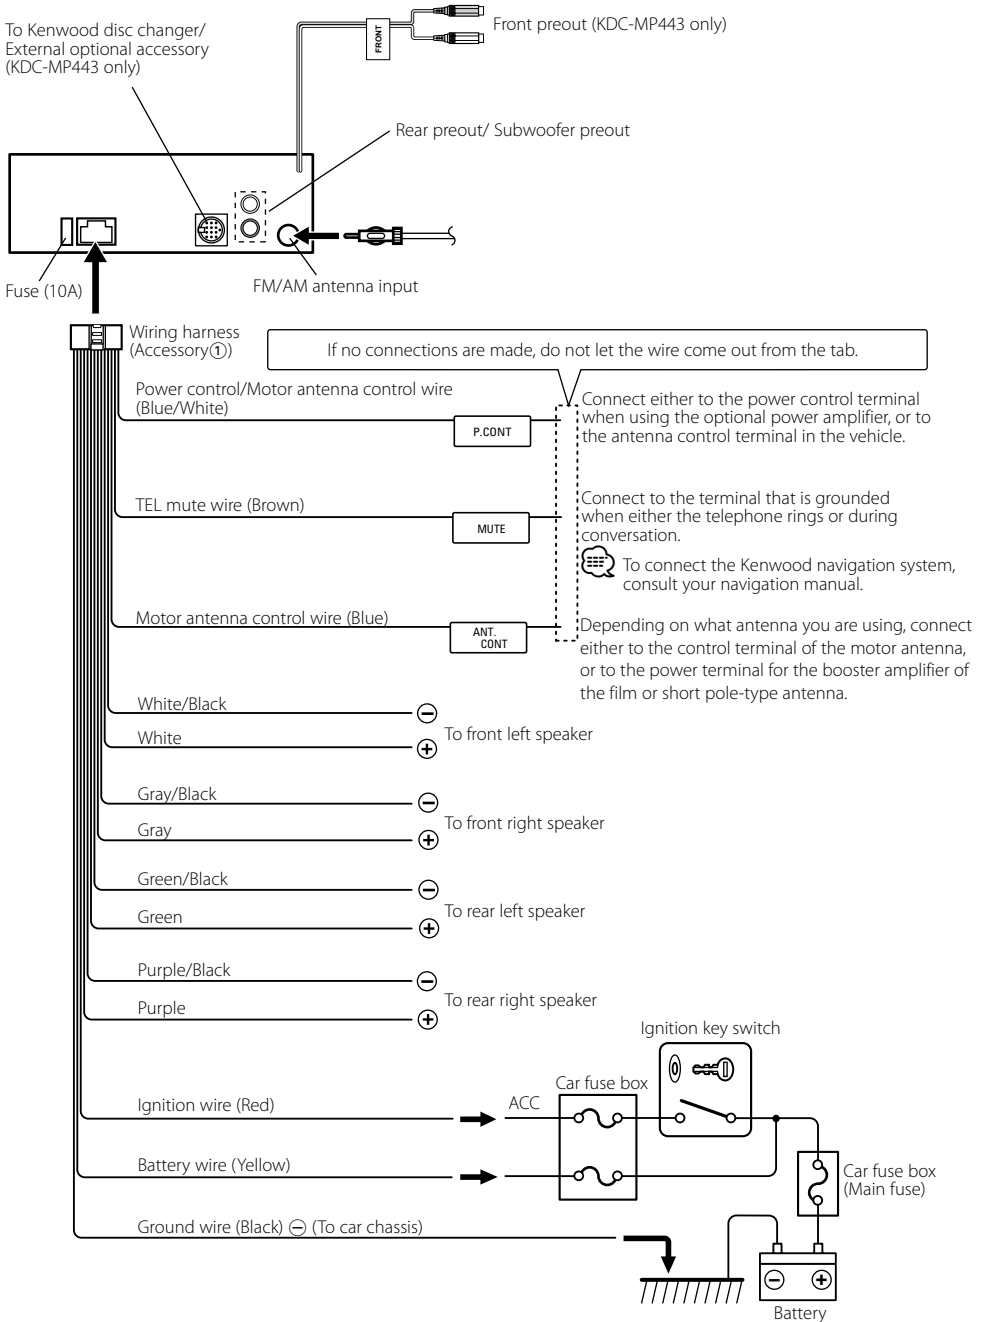 To Kenwood disc changer/
External optional accessory
(KDC-MP443 only)
FRONT
Front preout (KDC-MP443 only)
Rear preout/ Subwoofer preout
Fuse (10A)
FM/AM antenna input
Wiring harness
(Accessory①)
If no connections are made, do not let the wire come out from the tab.
Power control/Motor antenna control wire
(Blue/White)
P.CONT
Connect either to the power control terminal
when using the optional power amplifier, or to
the antenna control terminal in the vehicle.
TEL mute wire (Brown)
MUTE
Connect to the terminal that is grounded
when either the telephone rings or during
conversation.
To connect the Kenwood navigation system,
consult your navigation manual.
Motor antenna control wire (Blue)
ANT.
CONT
Depending on what antenna you are using, connect
either to the control terminal of the motor antenna,
or to the power terminal for the booster amplifier of
the film or short pole-type antenna.
White/Black
⊖
White
⊕
To front left speaker
Gray/Black
⊖
Gray
⊕
To front right speaker
Green/Black
⊖
Green
⊕
To rear left speaker
Purple/Black
⊖
Purple
⊕
To rear right speaker
Ignition key switch
Car fuse box
Ignition wire (Red)
ACC
Battery wire (Yellow)
Car fuse box
(Main fuse)
Ground wire (Black) ⊖ (To car chassis)
⊖ ⊕
Battery